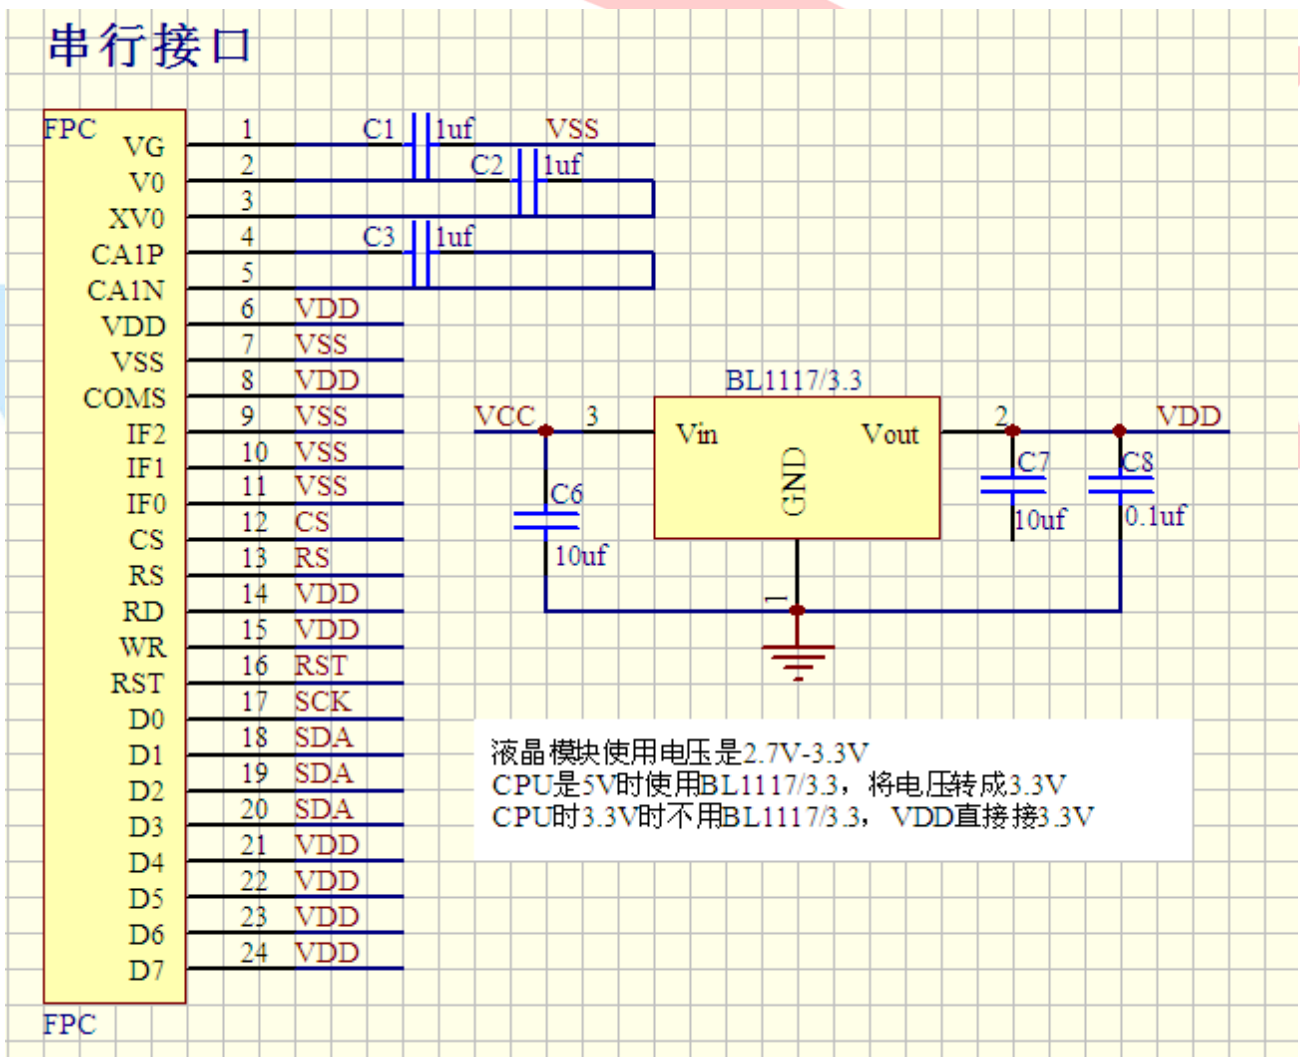 串行接口
FPC
VG 1 C1 1uf VSS
V0 2 C2 1uf
XV0 3
CA1P 4 C3 1uf
CA1N 5
VDD 6 VDD
VSS 7 VSS
COMS 8 VDD
IF2 9 VSS
IF1 10 VSS
IF0 11 VSS
CS 12 CS
RS 13 RS
RD 14 VDD
WR 15 VDD
RST 16 RST
D0 17 SCK
D1 18 SDA
D2 19 SDA
D3 20 SDA
D4 21 VDD
D5 22 VDD
D6 23 VDD
D7 24 VDD
FPC
BL1117/3.3
VCC 3 Vin Vout 2 VDD
GND
C6
10uf
C7
10uf
C8
0.1uf
1
液晶模块使用电压是2.7V-3.3V
CPU是5V时使用BL1117/3.3，将电压转成3.3V
CPU时3.3V时不用BL1117/3.3，VDD直接接3.3V